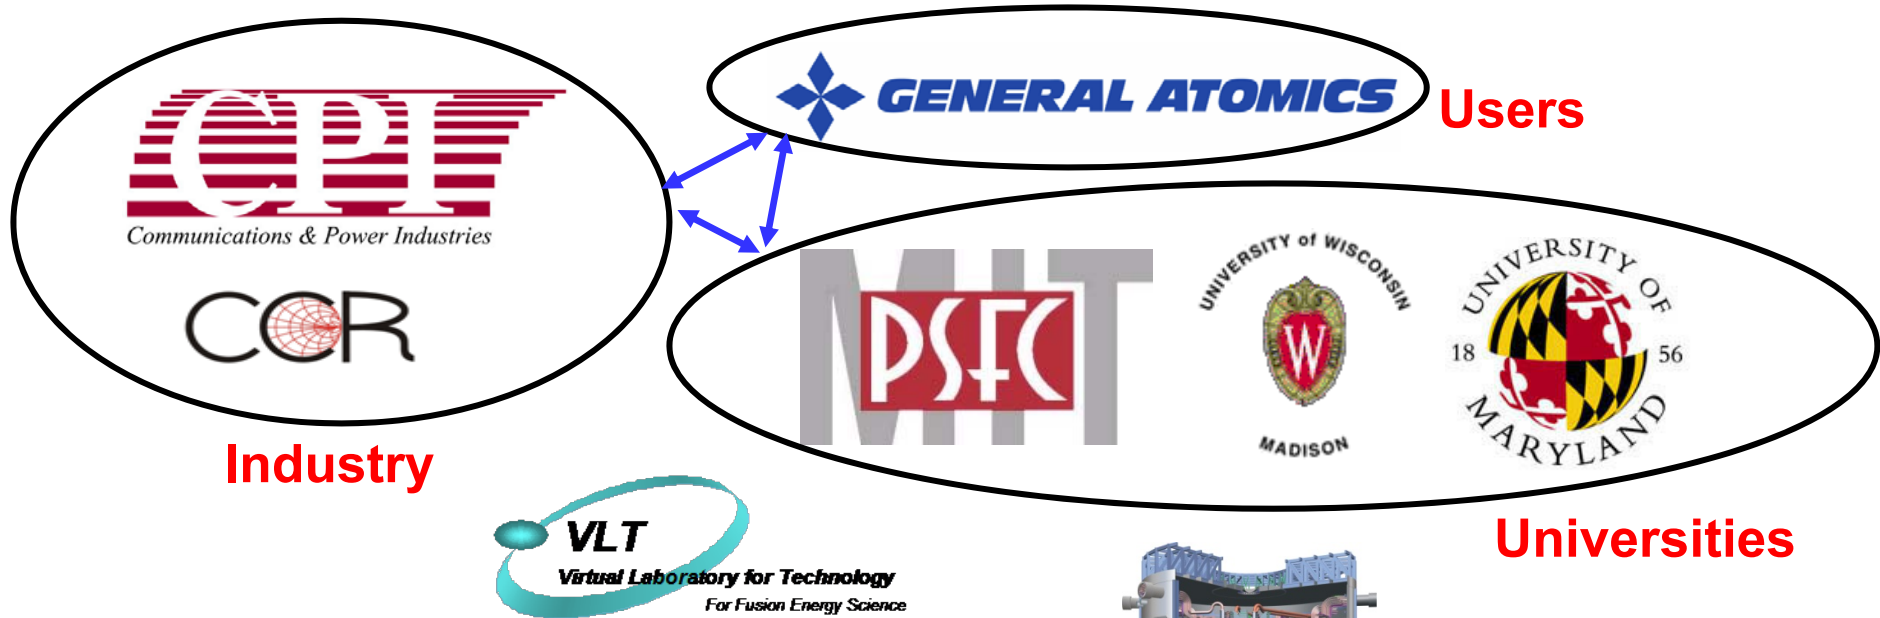 CPI
Communications & Power Industries
CCR
Industry
GENERAL ATOMICS
Users
MIT
PSFC
UNIVERSITY of WISCONSIN
W
MADISON
UNIVERSITY OF
18 56
MARYLAND
Universities
VLT
Virtual Laboratory for Technology
For Fusion Energy Science